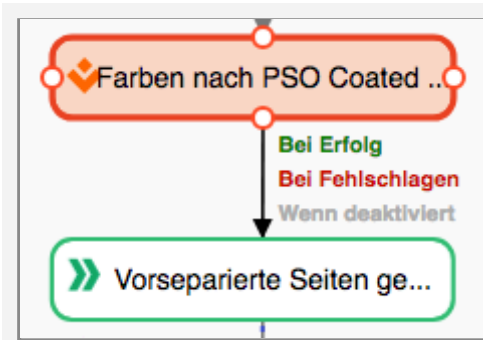 Farben nach PSO Coated ...
Bei Erfolg
Bei Fehlschlagen
Wenn deaktiviert
Vorseparierte Seiten ge...